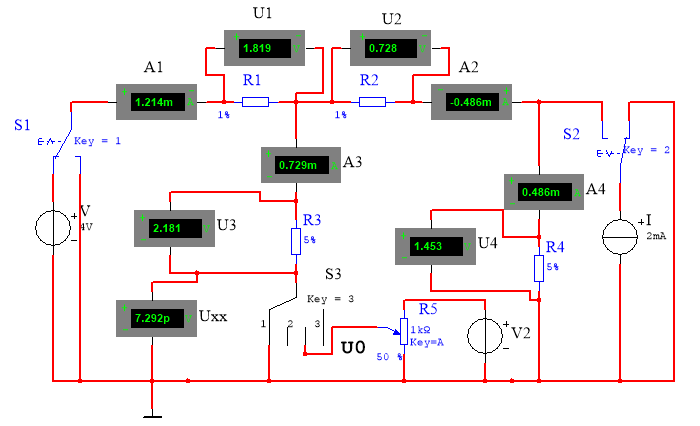 U1
U2
1.819 V
0.728 V
A1
A2
1.214m A
R1
R2
-0.486m A
1%
1%
S1
Key = 1
S2
Key = 2
A3
0.729m A
A4
0.486m A
V
4V
U3
2.181 V
R3
5%
U4
1.453 V
R4
5%
I
2mA
S3
Key = 3
Uxx
7.292p V
1 2 3
R5
1kΩ
Key=A
50 %
U0
V2